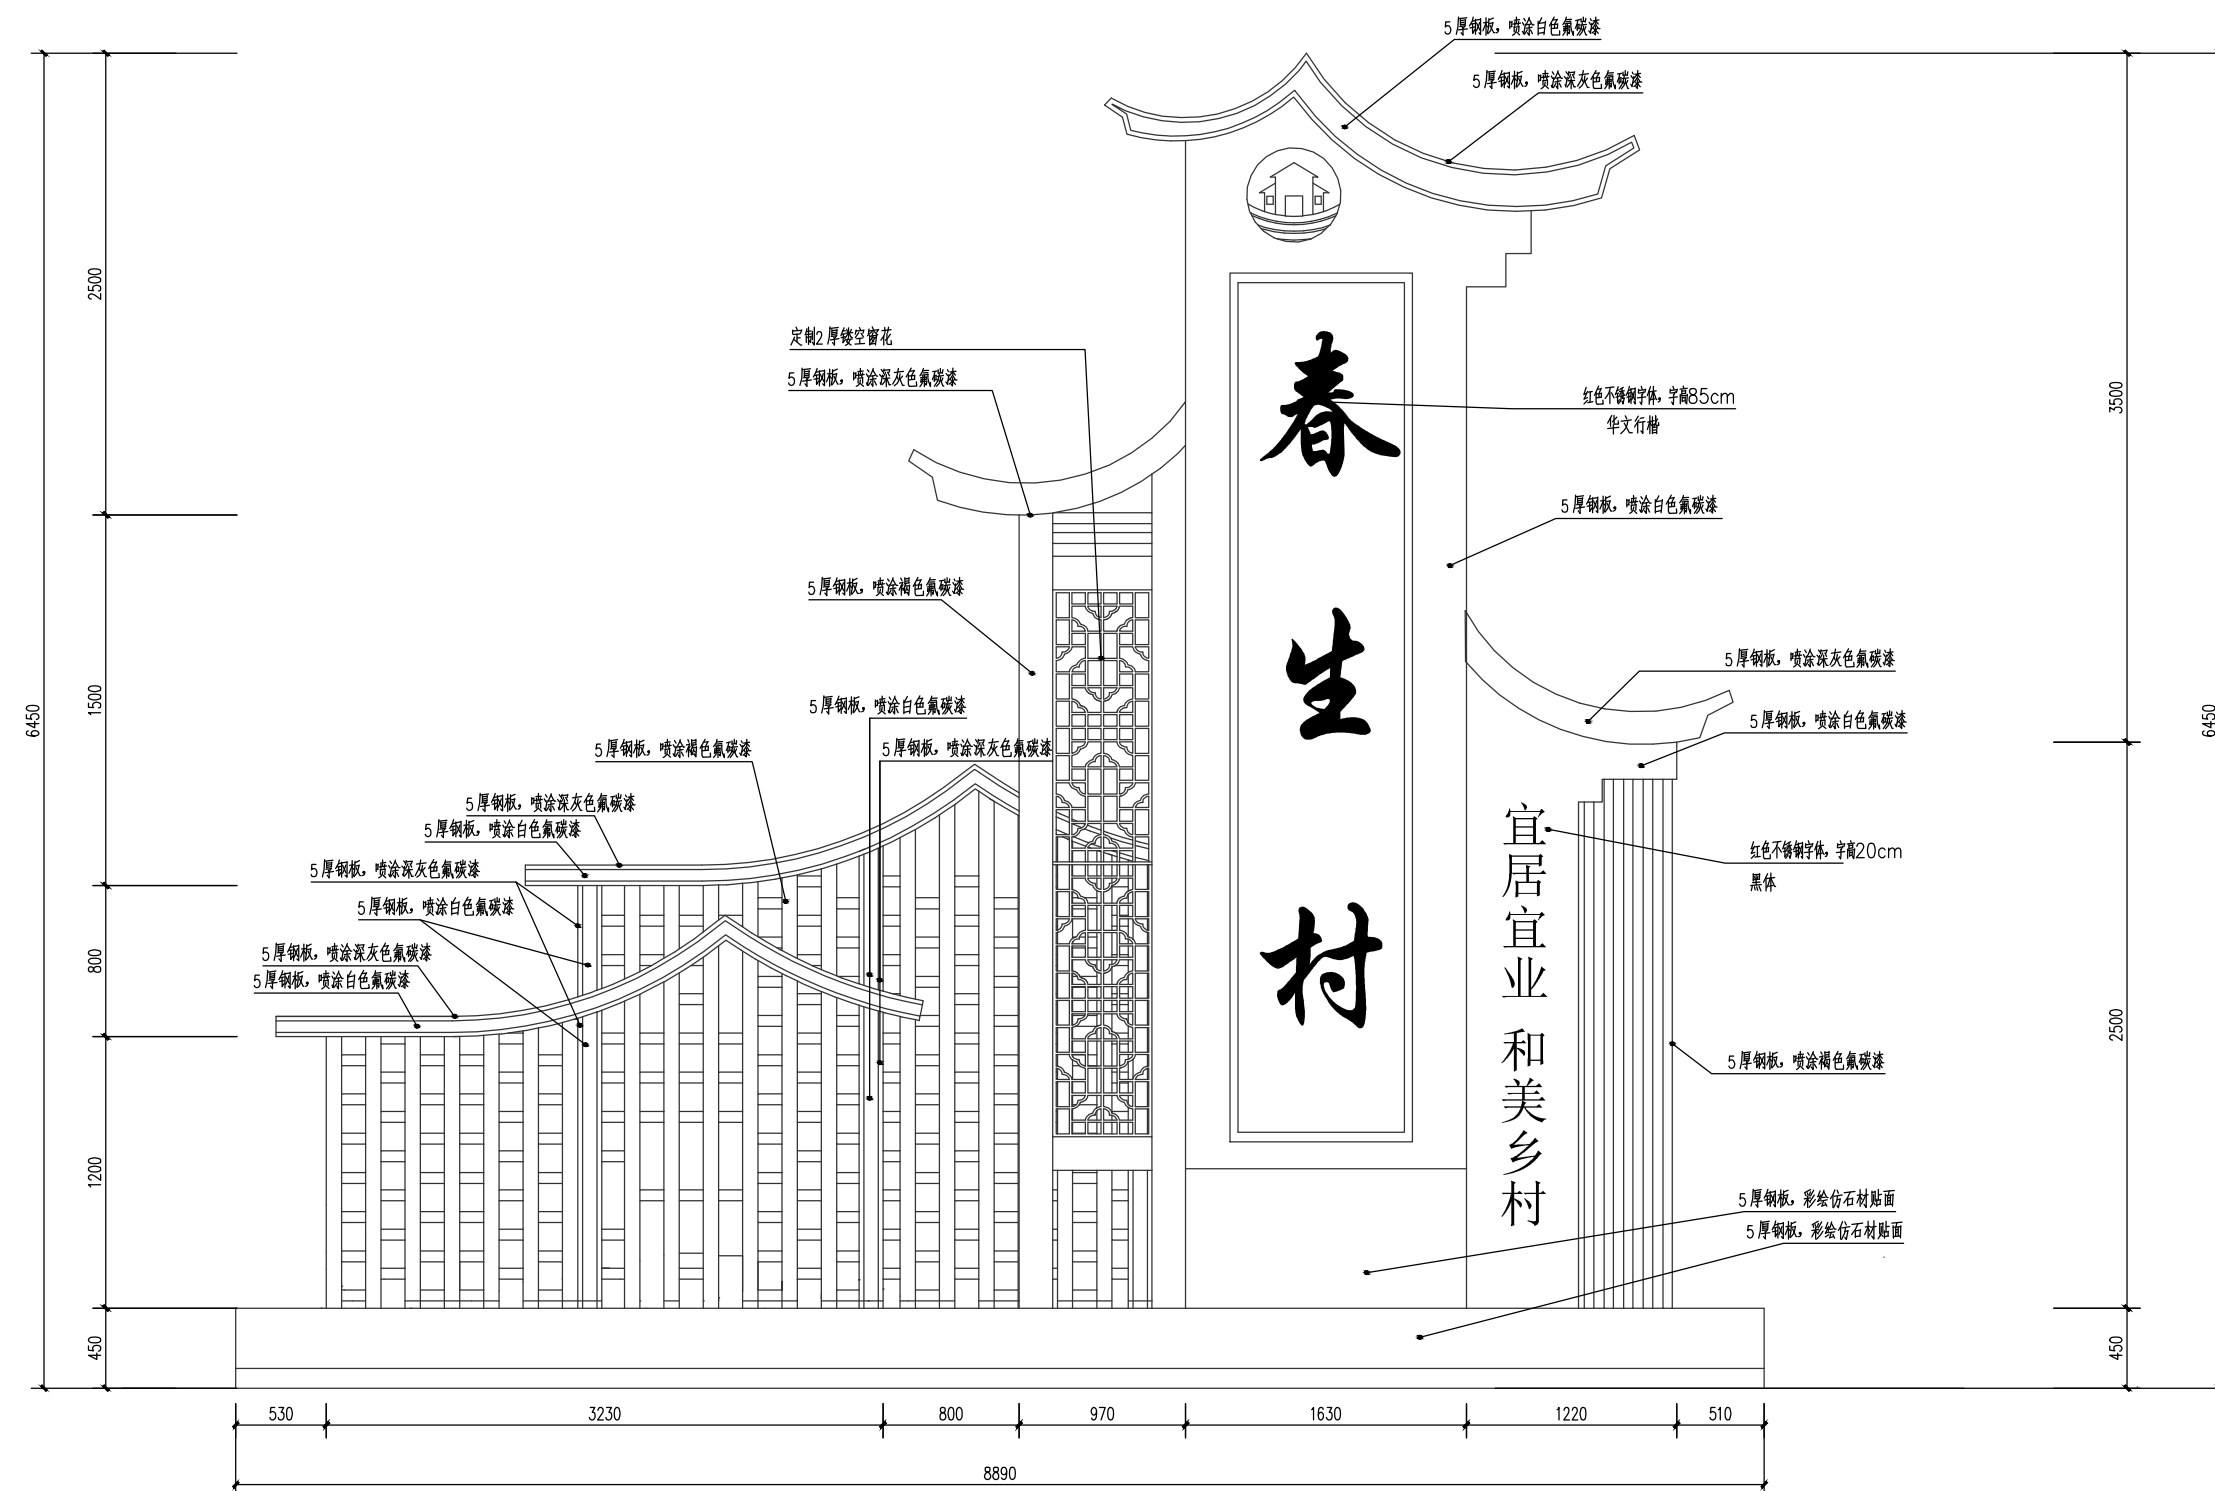 5厚钢板，喷涂白色氟碳漆
5厚钢板，喷涂深灰色氟碳漆
定制2厚镂空窗花
5厚钢板，喷涂深灰色氟碳漆
红色不锈钢字体，字高85cm
华文行楷
5厚钢板，喷涂白色氟碳漆
5厚钢板，喷涂褐色氟碳漆
5厚钢板，喷涂深灰色氟碳漆
5厚钢板，喷涂白色氟碳漆
5厚钢板，喷涂白色氟碳漆
5厚钢板，喷涂褐色氟碳漆
5厚钢板，喷涂深灰色氟碳漆
5厚钢板，喷涂深灰色氟碳漆
5厚钢板，喷涂白色氟碳漆
5厚钢板，喷涂深灰色氟碳漆
5厚钢板，喷涂白色氟碳漆
5厚钢板，喷涂深灰色氟碳漆
5厚钢板，喷涂白色氟碳漆
红色不锈钢字体，字高20cm
黑体
5厚钢板，喷涂褐色氟碳漆
5厚钢板，彩绘仿石材贴面
5厚钢板，彩绘仿石材贴面
春生村
宜居宜业 和美乡村
6450
2500
1500
800
1200
450
3500
2500
450
6450
530
3230
800
970
1630
1220
510
8890